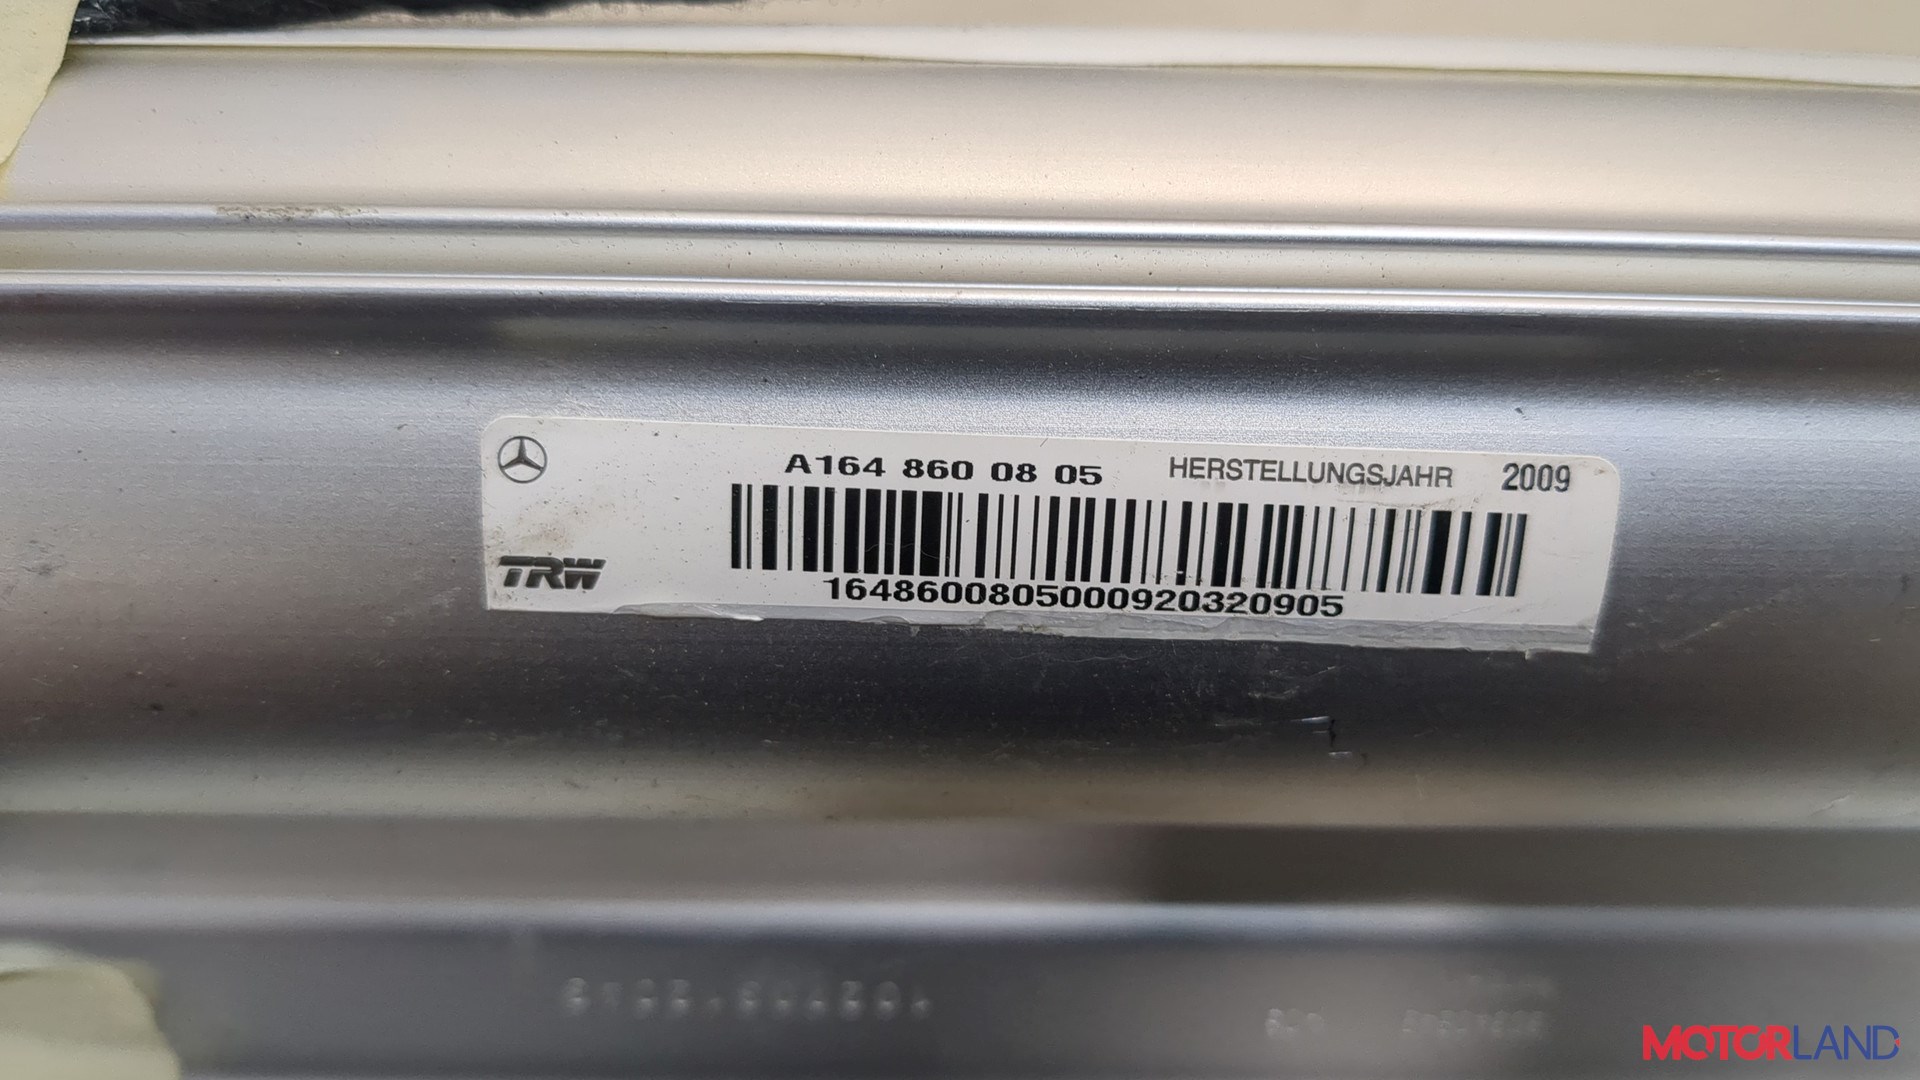 A164 860 08 05 HERSTELLUNGSJAHR 2009
TRW
1648600805000920320905
MOTORLAND